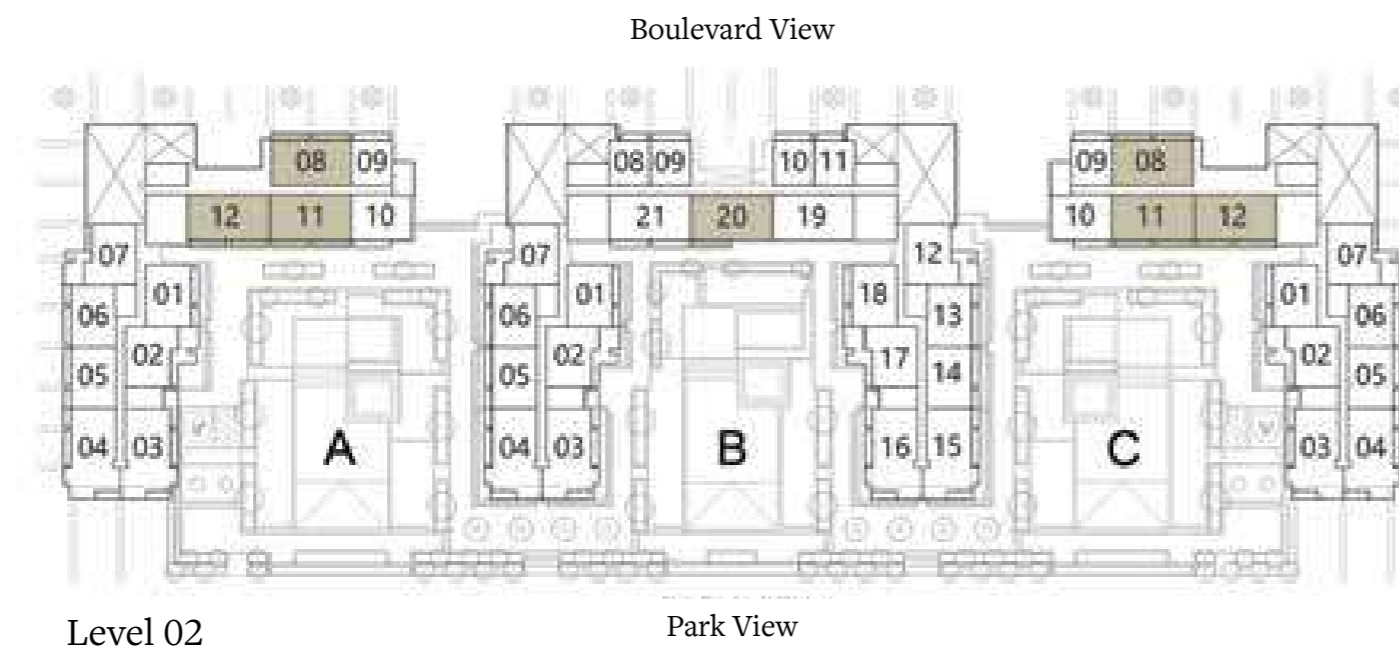 Boulevard View
08 09 08 09 10 11 09 08
12 11 10 21 20 19 10 11 12
07 07 12 07
01 01 18 01
06 06 13 06
02 02 17 02
05 05 14 05
04 03 A 04 03 B 16 15 C 03 04
Level 02
Park View